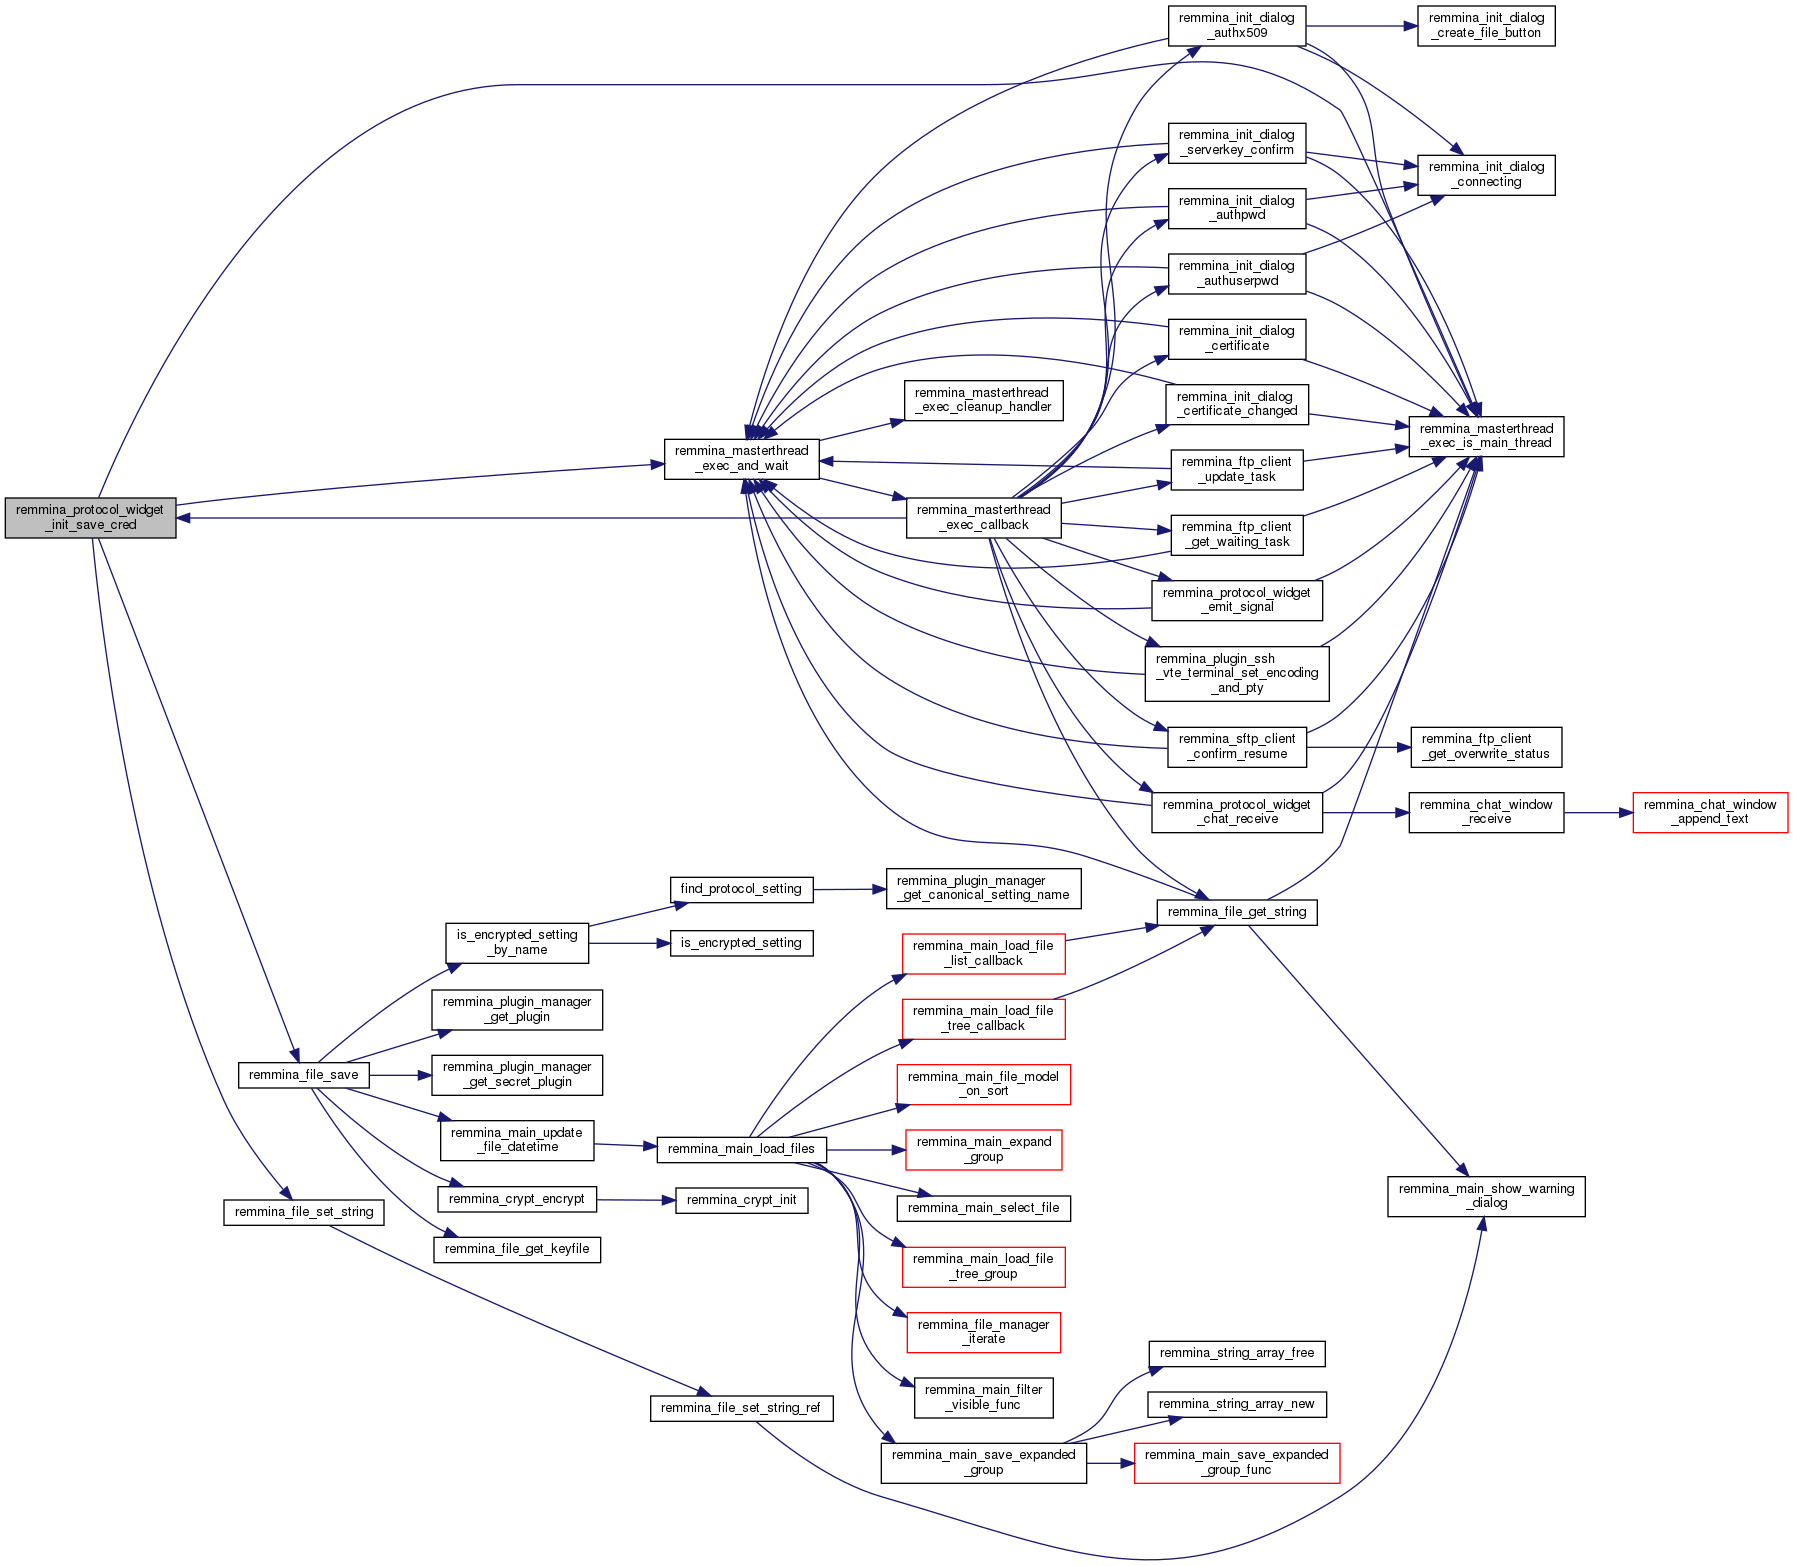 remmina_protocol_widget
_init_save_cred
remmina_file_save
remmina_file_set_string
is_encrypted_setting
_by_name
remmina_plugin_manager
_get_plugin
remmina_plugin_manager
_get_secret_plugin
remmina_main_update
_file_datetime
remmina_crypt_encrypt
remmina_file_get_keyfile
remmina_masterthread
_exec_and_wait
find_protocol_setting
is_encrypted_setting
remmina_main_load_files
remmina_crypt_init
remmina_file_set_string_ref
remmina_masterthread
_exec_cleanup_handler
remmina_masterthread
_exec_callback
remmina_plugin_manager
_get_canonical_setting_name
remmina_main_load_file
_list_callback
remmina_main_load_file
_tree_callback
remmina_main_file_model
_on_sort
remmina_main_expand
_group
remmina_main_select_file
remmina_main_load_file
_tree_group
remmina_file_manager
_iterate
remmina_main_filter
_visible_func
remmina_main_save_expanded
_group
remmina_init_dialog
_authx509
remmina_init_dialog
_serverkey_confirm
remmina_init_dialog
_authpwd
remmina_init_dialog
_authuserpwd
remmina_init_dialog
_certificate
remmina_init_dialog
_certificate_changed
remmina_ftp_client
_update_task
remmina_ftp_client
_get_waiting_task
remmina_protocol_widget
_emit_signal
remmina_plugin_ssh
_vte_terminal_set_encoding
_and_pty
remmina_sftp_client
_confirm_resume
remmina_protocol_widget
_chat_receive
remmina_file_get_string
remmina_string_array_free
remmina_string_array_new
remmina_main_save_expanded
_group_func
remmina_init_dialog
_create_file_button
remmina_init_dialog
_connecting
remmina_masterthread
_exec_is_main_thread
remmina_ftp_client
_get_overwrite_status
remmina_chat_window
_receive
remmina_main_show_warning
_dialog
remmina_chat_window
_append_text